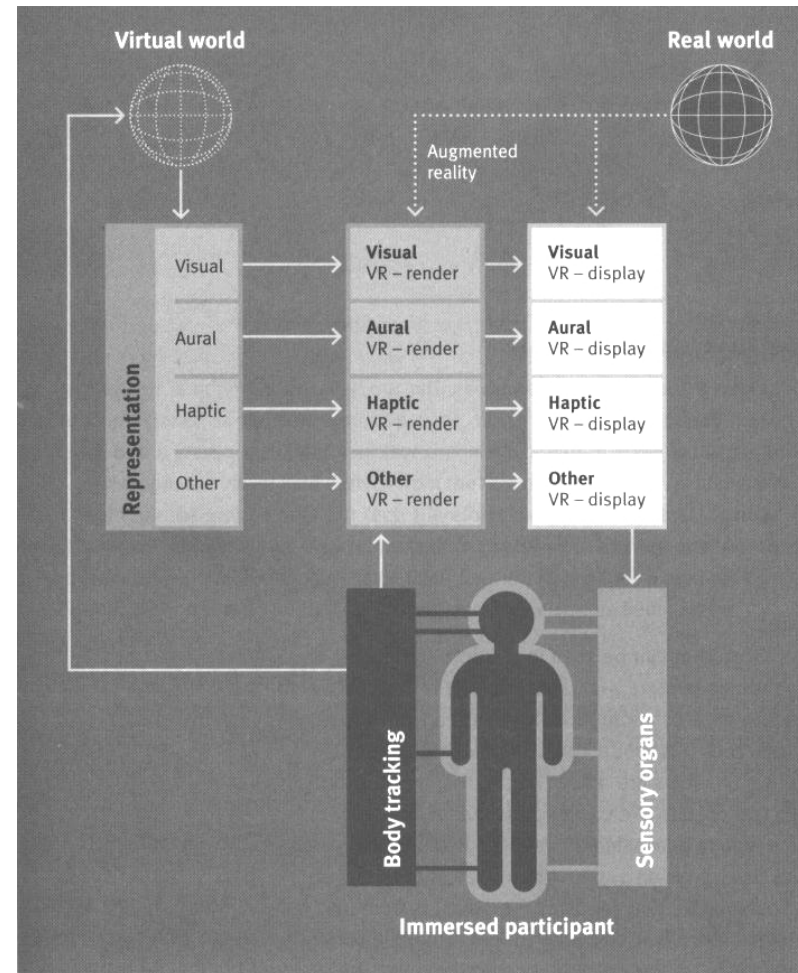 Virtual world
Real world
Augmented
reality
Representation
Visual
Aural
Haptic
Other
Visual
VR – render
Aural
VR – render
Haptic
VR – render
Other
VR – render
Visual
VR – display
Aural
VR – display
Haptic
VR – display
Other
VR – display
Body tracking
Sensory organs
Immersed participant